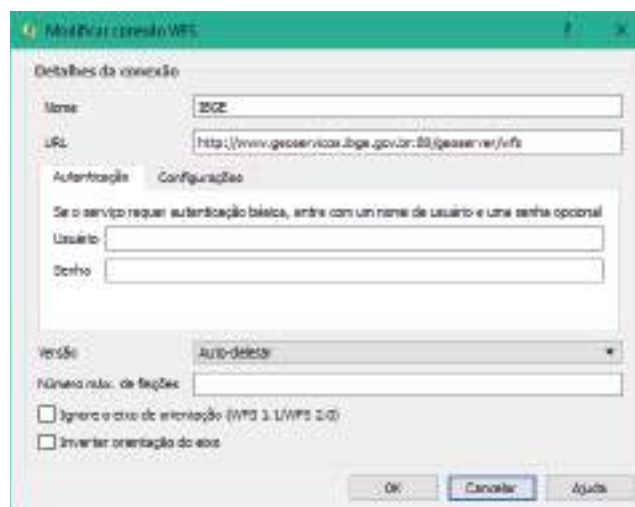 Modificar conexão WFS
Detalhes da conexão
Nome IBGE
URL http://www.geoservicos.ibge.gov.br:80/geoserver/wfs
Autenticação Configurações
Se o serviço requer autenticação básica, entre com um nome de usuário e uma senha opcional
Usuário
Senha
Versão Auto-detetar
Número máx. de feições
Ignore o eixo de orientação (WFS 1.1/WFS 2.0)
Inverter orientação do eixo
OK Cancelar Ajuda